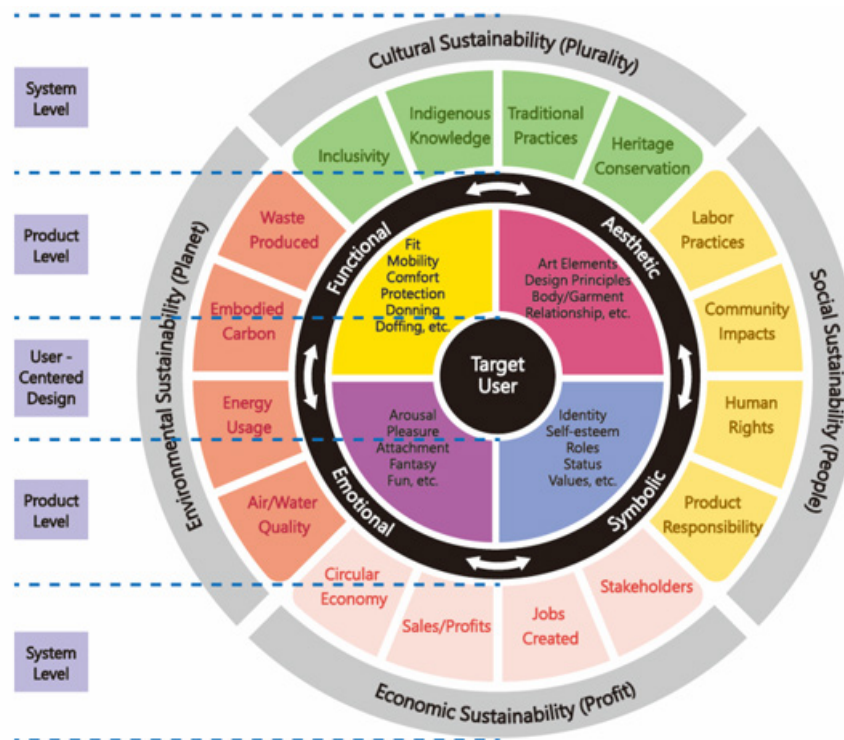 Cultural Sustainability (Plurality)
System
Level
Inclusivity
Indigenous
Knowledge
Traditional
Practices
Heritage
Conservation
Product
Level
Environmental Sustainability (Planet)
Waste
Produced
Embodied
Carbon
Energy
Usage
Air/Water
Quality
Functional
Fit
Mobility
Comfort
Protection
Donning
Doffing, etc.
Aesthetic
Art Elements
Design Principles
Body/Garment
Relationship, etc.
Labor
Practices
Community
Impacts
Human
Rights
Product
Responsibility
Social Sustainability (People)
User -
Centered
Design
Target
User
Emotional
Arousal
Pleasure
Attachment
Fantasy
Fun, etc.
Symbolic
Identity
Self-esteem
Roles
Status
Values, etc.
Product
Level
Circular
Economy
Sales/Profits
Jobs
Created
Stakeholders
System
Level
Economic Sustainability (Profit)